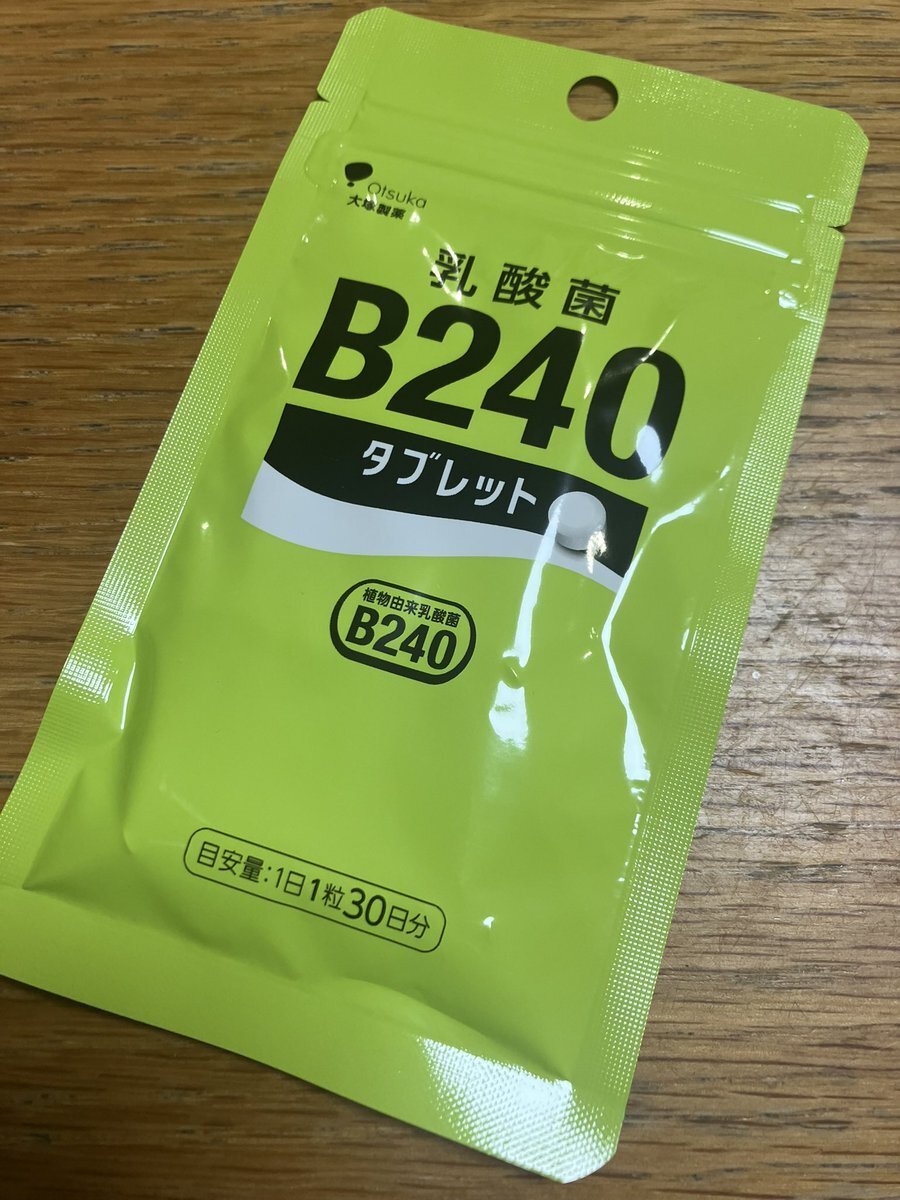 Otsuka
大塚製薬
乳酸菌
B240
タブレット
植物由来乳酸菌
B240
目安量:1日1粒30日分